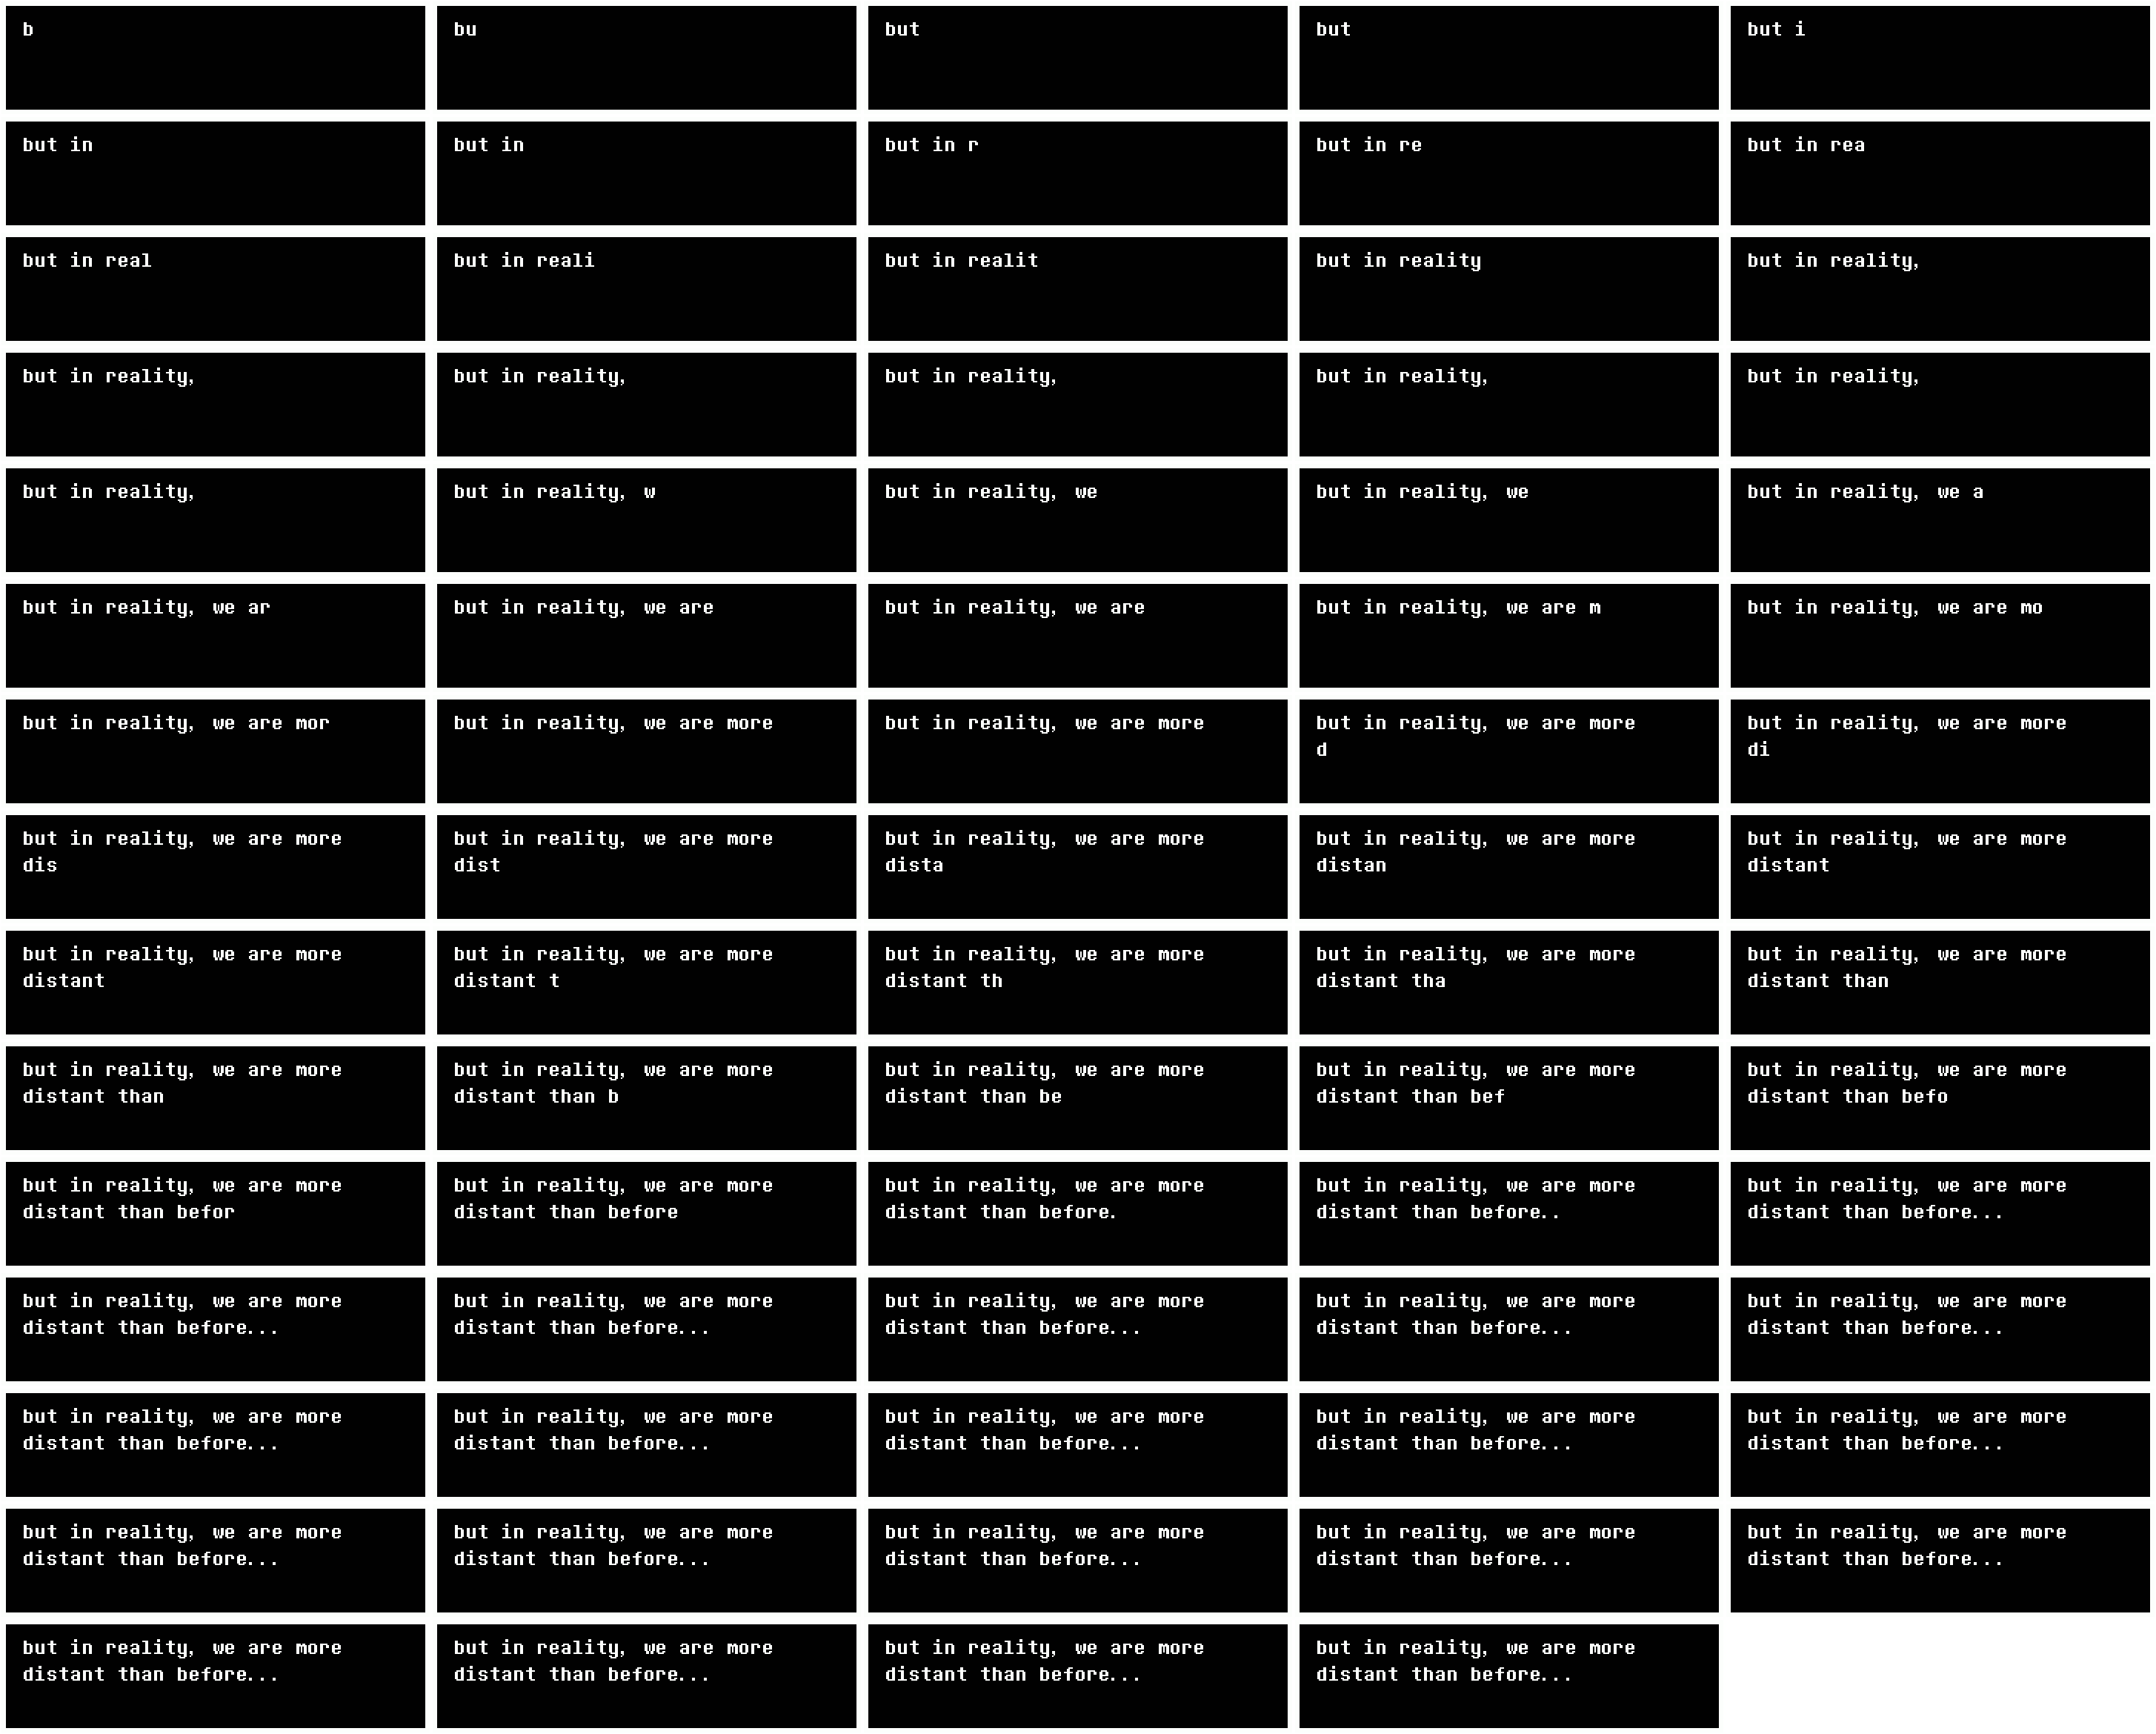 b
bu
but
but
but i
but in
but in
but in r
but in re
but in rea
but in real
but in reali
but in realit
but in reality
but in reality,
but in reality,
but in reality,
but in reality,
but in reality,
but in reality,
but in reality,
but in reality, w
but in reality, we
but in reality, we
but in reality, we a
but in reality, we ar
but in reality, we are
but in reality, we are
but in reality, we are m
but in reality, we are mo
but in reality, we are mor
but in reality, we are more
but in reality, we are more
but in reality, we are more
d
but in reality, we are more
di
but in reality, we are more
dis
but in reality, we are more
dist
but in reality, we are more
dista
but in reality, we are more
distan
but in reality, we are more
distant
but in reality, we are more
distant
but in reality, we are more
distant t
but in reality, we are more
distant th
but in reality, we are more
distant tha
but in reality, we are more
distant than
but in reality, we are more
distant than
but in reality, we are more
distant than b
but in reality, we are more
distant than be
but in reality, we are more
distant than bef
but in reality, we are more
distant than befo
but in reality, we are more
distant than befor
but in reality, we are more
distant than before
but in reality, we are more
distant than before.
but in reality, we are more
distant than before..
but in reality, we are more
distant than before...
but in reality, we are more
distant than before...
but in reality, we are more
distant than before...
but in reality, we are more
distant than before...
but in reality, we are more
distant than before...
but in reality, we are more
distant than before...
but in reality, we are more
distant than before...
but in reality, we are more
distant than before...
but in reality, we are more
distant than before...
but in reality, we are more
distant than before...
but in reality, we are more
distant than before...
but in reality, we are more
distant than before...
but in reality, we are more
distant than before...
but in reality, we are more
distant than before...
but in reality, we are more
distant than before...
but in reality, we are more
distant than before...
but in reality, we are more
distant than before...
but in reality, we are more
distant than before...
but in reality, we are more
distant than before...
but in reality, we are more
distant than before...